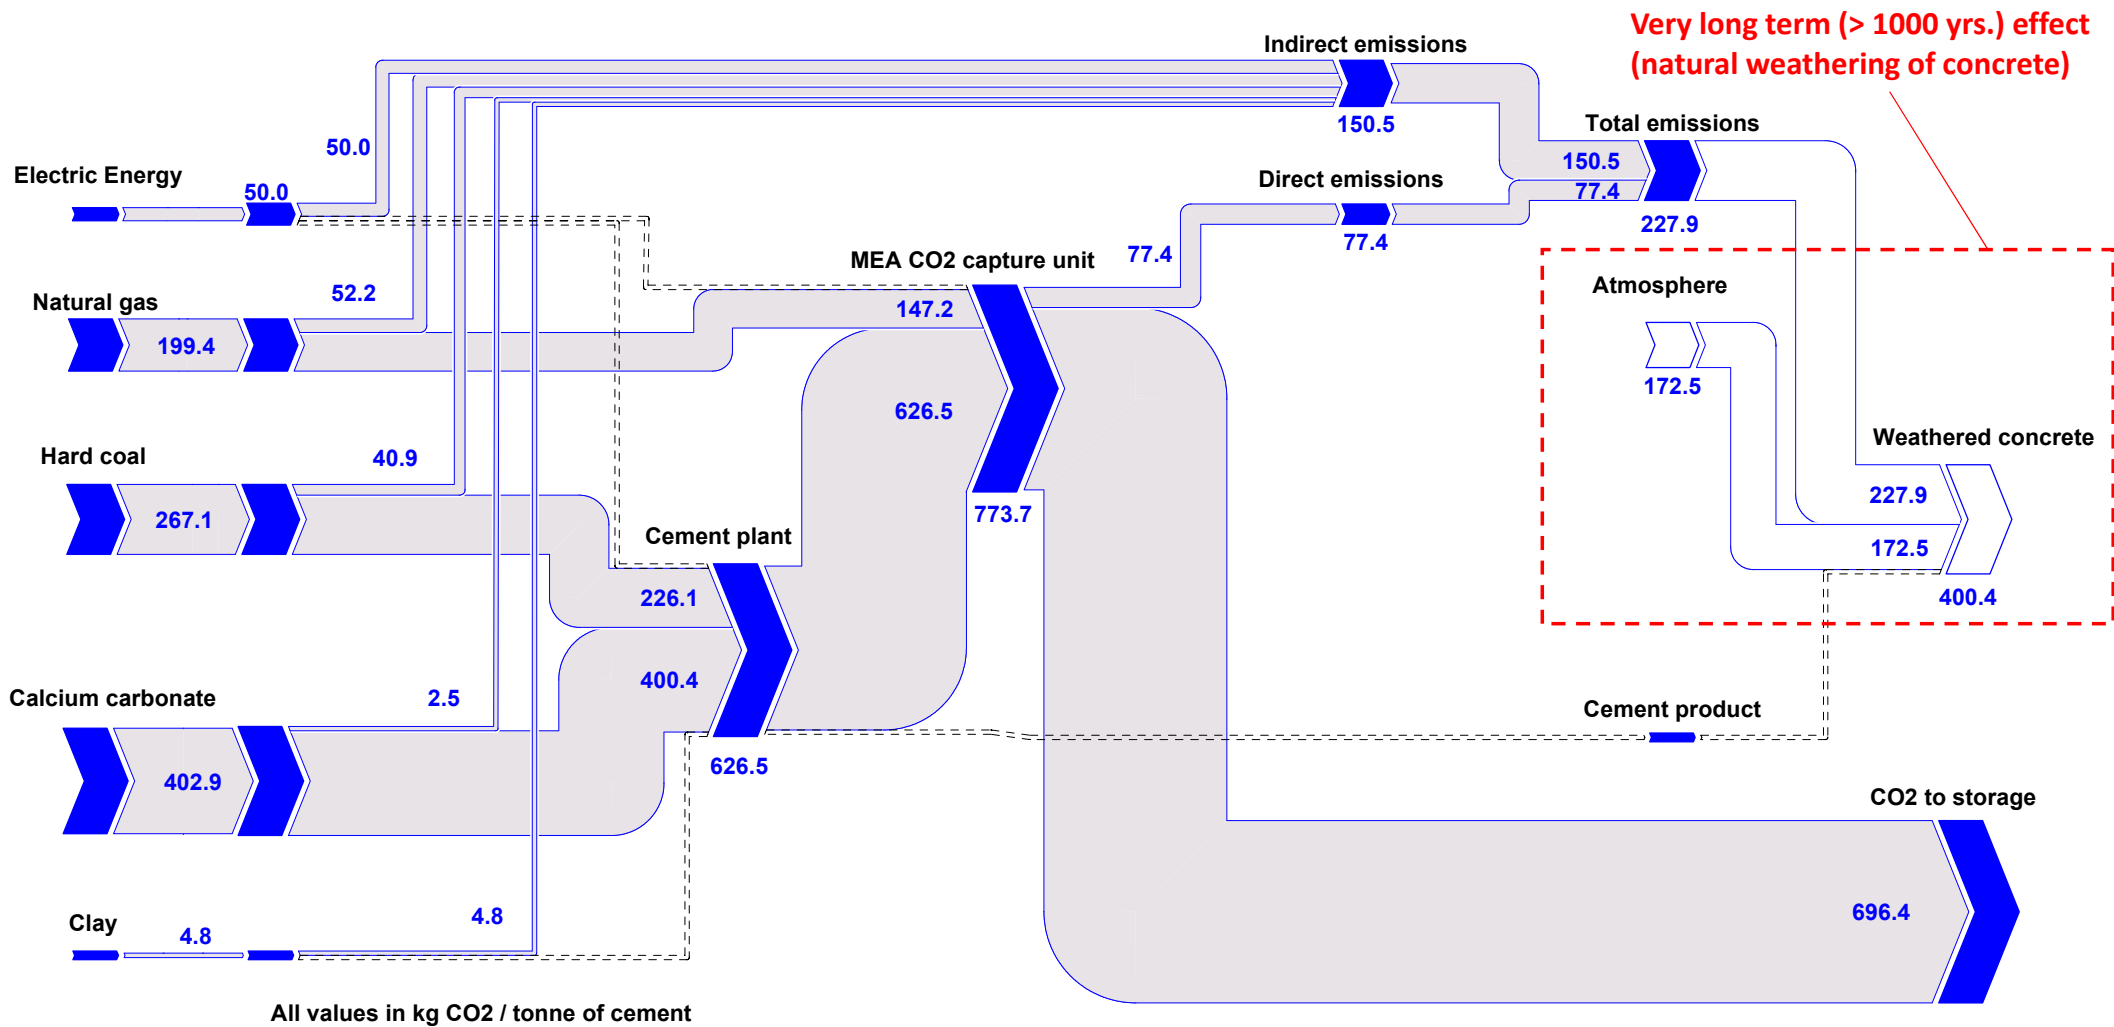 Very long term (> 1000 yrs.) effect
(natural weathering of concrete)
Indirect emissions
150.5
Total emissions
50.0
Electric Energy
50.0
150.5
77.4
227.9
Direct emissions
77.4
77.4
MEA CO2 capture unit
147.2
626.5
773.7
Atmosphere
172.5
Natural gas
52.2
199.4
Hard coal
40.9
267.1
Weathered concrete
227.9
172.5
400.4
Cement plant
226.1
400.4
626.5
Calcium carbonate
2.5
402.9
Cement product
CO2 to storage
696.4
Clay
4.8
4.8
All values in kg CO2 / tonne of cement